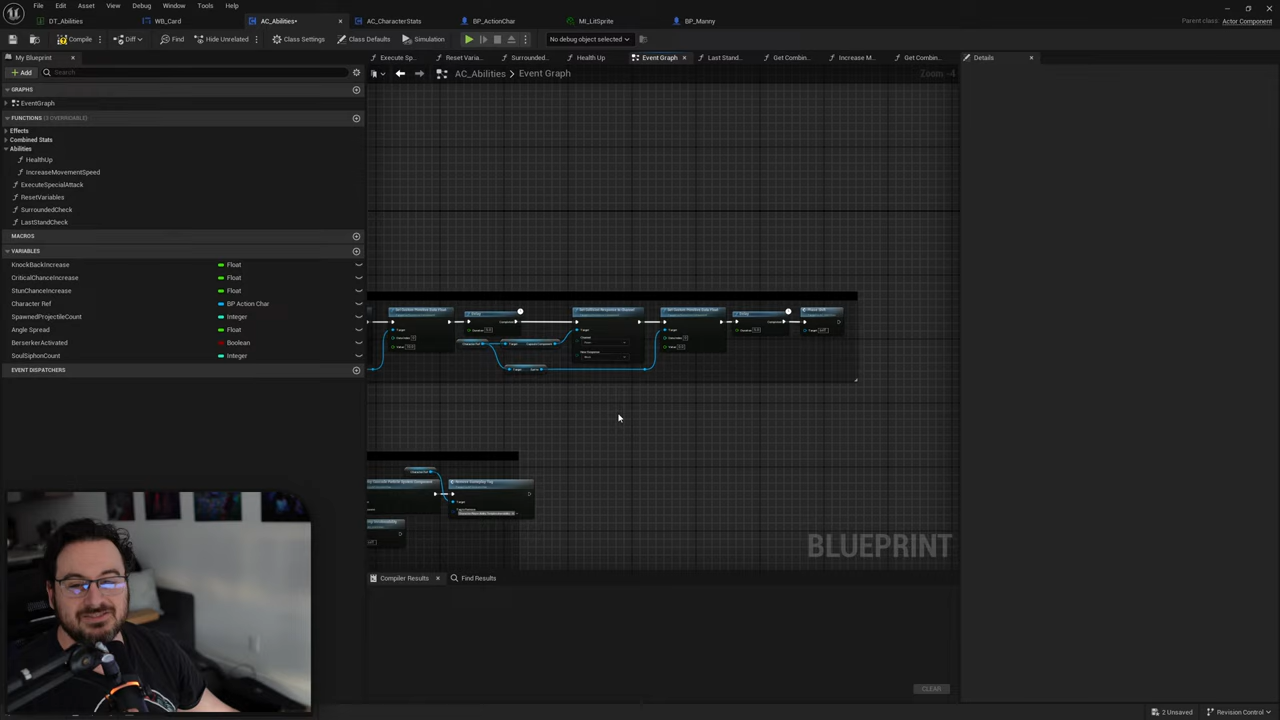 File Edit Asset View Debug Window Tools Help
DT_Abilities WB_Card AC_Abilities• AC_CharacterStats BP_ActionChar MI_LitSprite BP_Manny
Parent class: Actor Component
Compile Diff Find Hide Unrelated Class Settings Class Defaults Simulation No debug object selected
My Blueprint
Execute Sp... Reset Varia... Surrounded... Health Up Event Graph Last Stand... Get Combin... Increase M... Get Combin...
Details
Add Search
AC_Abilities > Event Graph
Zoom -4
GRAPHS
EventGraph
FUNCTIONS (3 OVERRIDABLE)
Effects
Combined Stats
Abilities
HealthUp
IncreaseMovementSpeed
ExecuteSpecialAttack
ResetVariables
SurroundedCheck
LastStandCheck
MACROS
VARIABLES
KnockBackIncrease Float
CriticalChanceIncrease Float
StunChanceIncrease Float
Character Ref BP Action Char
SpawnedProjectileCount Integer
Angle Spread Float
BerserkerActivated Boolean
SoulSiphonCount Integer
EVENT DISPATCHERS
BLUEPRINT
Compiler Results Find Results
CLEAR
2 Unsaved Revision Control